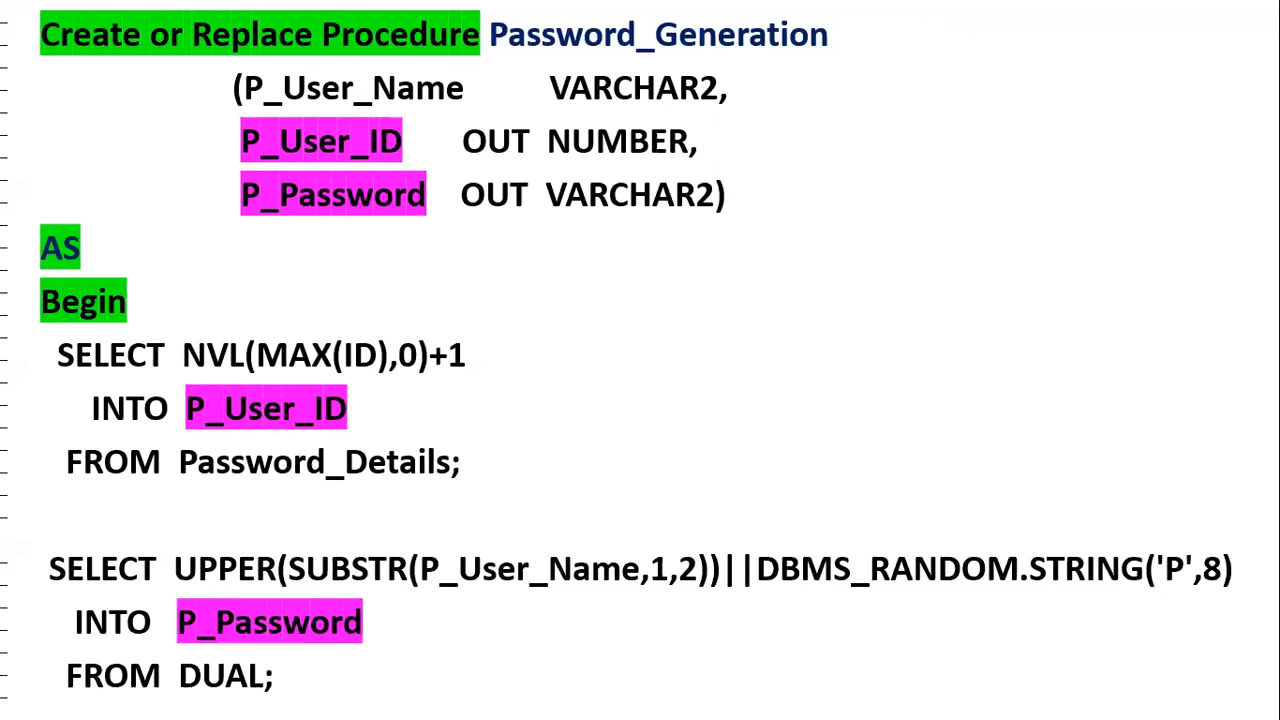 Create or Replace Procedure Password_Generation
(P_User_Name VARCHAR2,
P_User_ID OUT NUMBER,
P_Password OUT VARCHAR2)
AS
Begin
SELECT NVL(MAX(ID),0)+1
INTO P_User_ID
FROM Password_Details;
SELECT UPPER(SUBSTR(P_User_Name,1,2))||DBMS_RANDOM.STRING('P',8)
INTO P_Password
FROM DUAL;